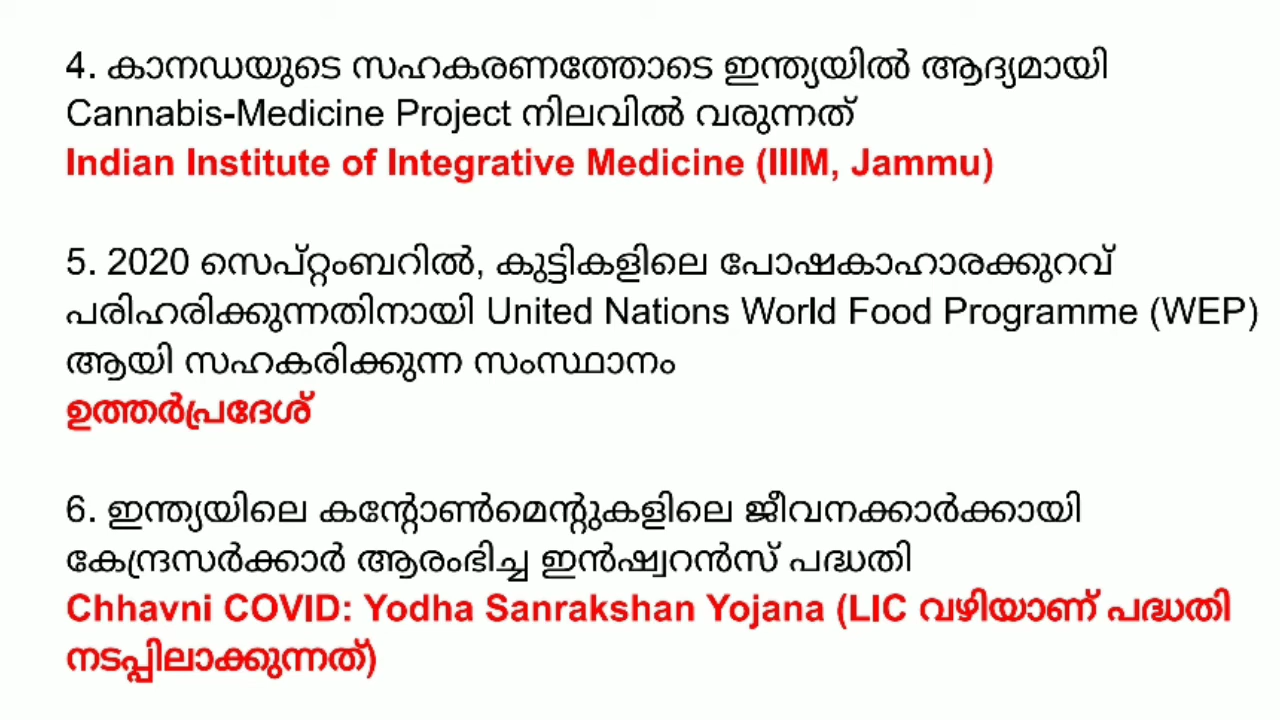 4. കാനഡയുടെ സഹകരണത്തോടെ ഇന്ത്യയിൽ ആദ്യമായി
Cannabis-Medicine Project നിലവിൽ വരുന്നത്
Indian Institute of Integrative Medicine (IIIM, Jammu)
5. 2020 സെപ്റ്റംബറിൽ, കുട്ടികളിലെ പോഷകാഹാരക്കുറവ്
പരിഹരിക്കുന്നതിനായി United Nations World Food Programme (WEP)
ആയി സഹകരിക്കുന്ന സംസ്ഥാനം
ഉത്തർപ്രദേശ്
6. ഇന്ത്യയിലെ കന്റോൺമെന്റുകളിലെ ജീവനക്കാർക്കായി
കേന്ദ്രസർക്കാർ ആരംഭിച്ച ഇൻഷ്വറൻസ് പദ്ധതി
Chhavni COVID: Yodha Sanrakshan Yojana (LIC വഴിയാണ് പദ്ധതി
നടപ്പിലാക്കുന്നത്)